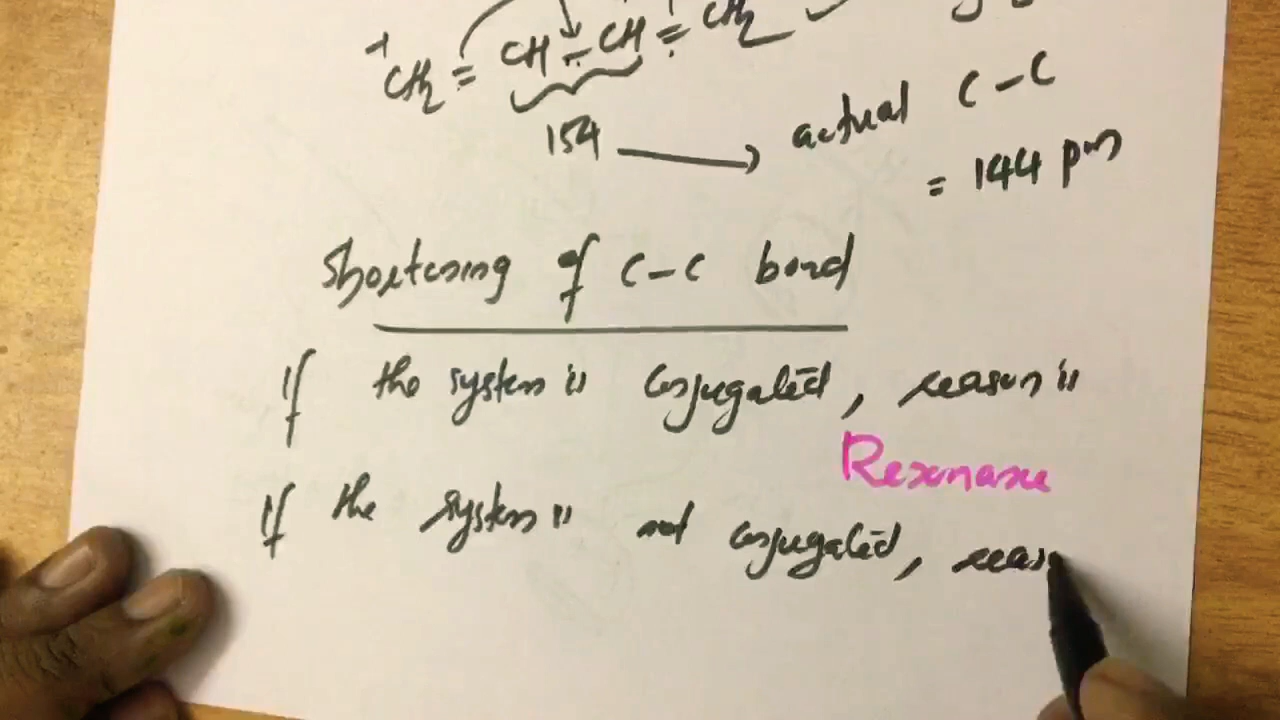 CH2 = CH - CH = CH2
154 → actual C-C
= 144 pm
Shortening of C-C bond
If the system is conjugated, reason is
Resonance
If the system is not conjugated, reas